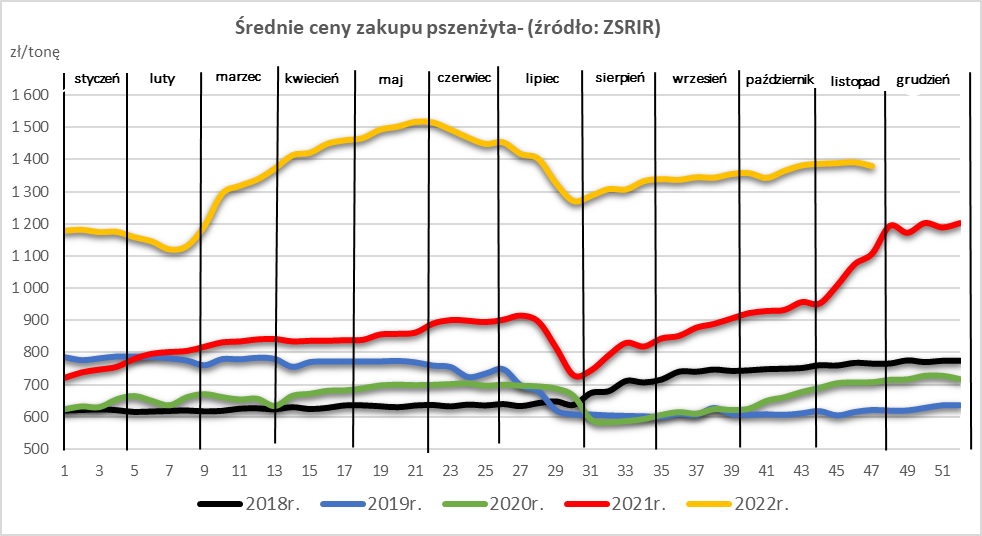 Średnie ceny zakupu pszenżyta- (źródło: ZSRIR)
zł/tonę
styczeń luty marzec kwiecień maj czerwiec lipiec sierpień wrzesień październik listopad grudzień
1 600
1 500
1 400
1 300
1 200
1 100
1 000
900
800
700
600
500
1 3 5 7 9 11 13 15 17 19 21 23 25 27 29 31 33 35 37 39 41 43 45 47 49 51
2018r. 2019r. 2020r. 2021r. 2022r.